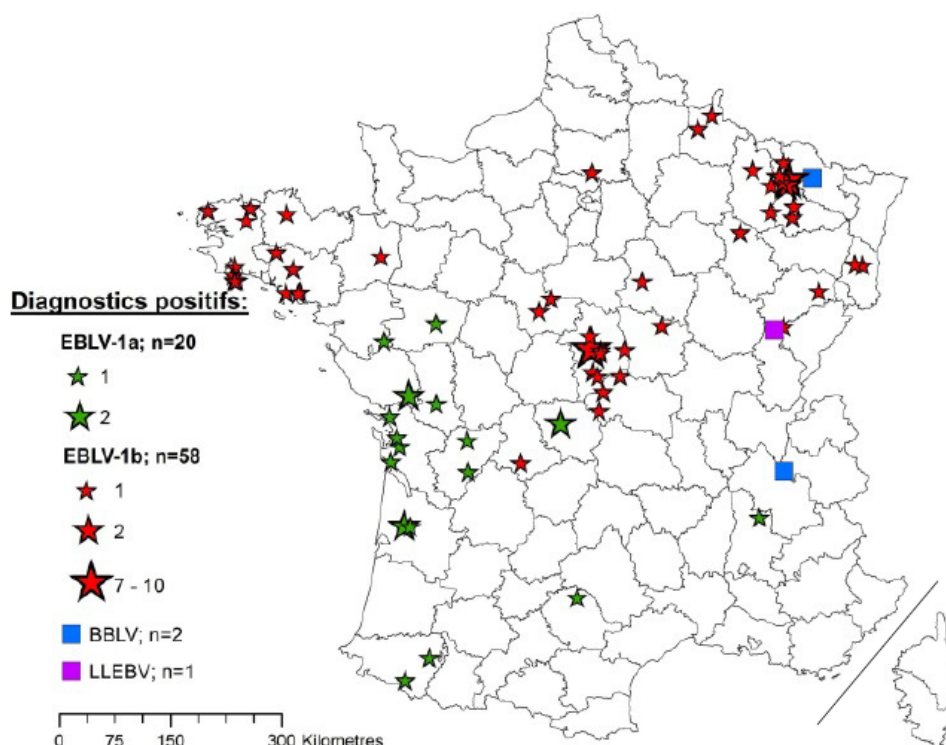 Diagnostics positifs:
EBLV-1a; n=20
1
2
EBLV-1b; n=58
1
2
7 - 10
BBLV; n=2
LLEBV; n=1
0 75 150 300 Kilometres